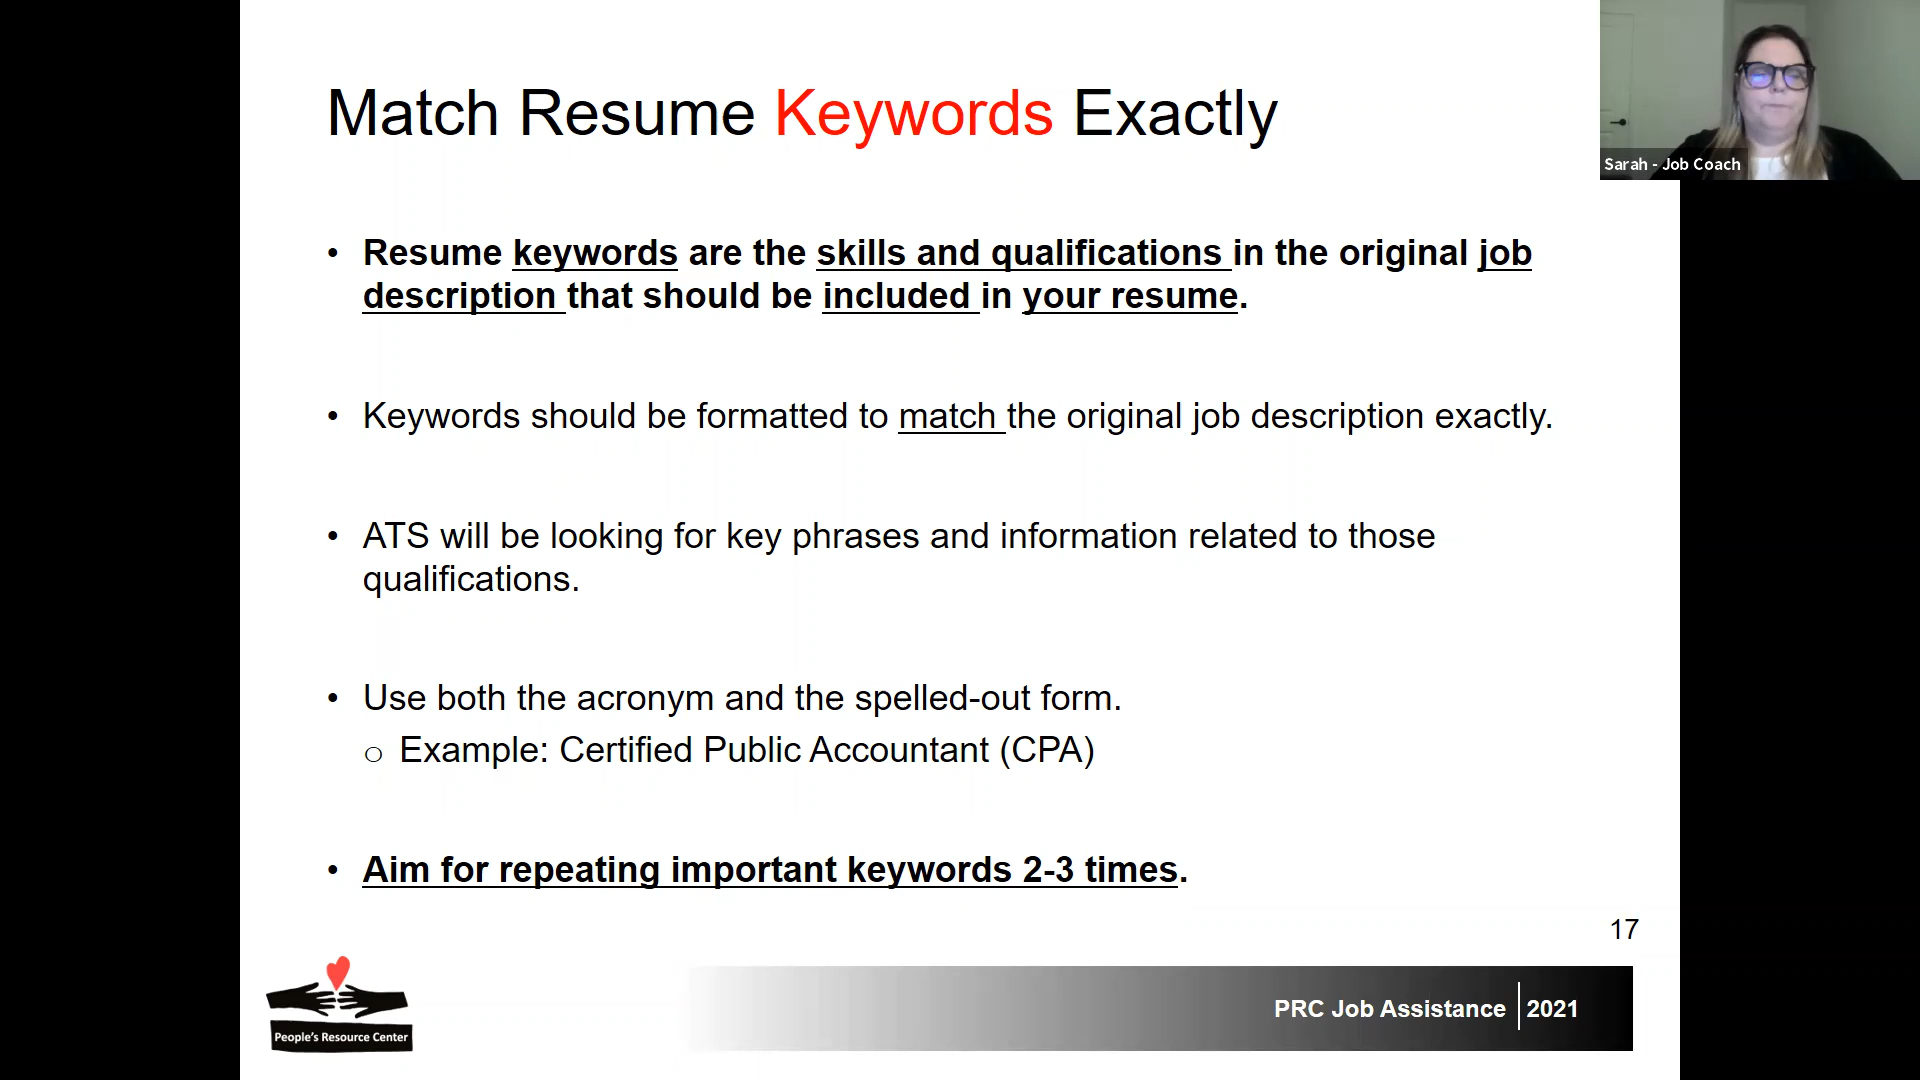 Match Resume Keywords Exactly
Sarah - Job Coach
• Resume keywords are the skills and qualifications in the original job
description that should be included in your resume.
• Keywords should be formatted to match the original job description exactly.
• ATS will be looking for key phrases and information related to those
qualifications.
• Use both the acronym and the spelled-out form.
o Example: Certified Public Accountant (CPA)
• Aim for repeating important keywords 2-3 times.
17
People's Resource Center
PRC Job Assistance | 2021